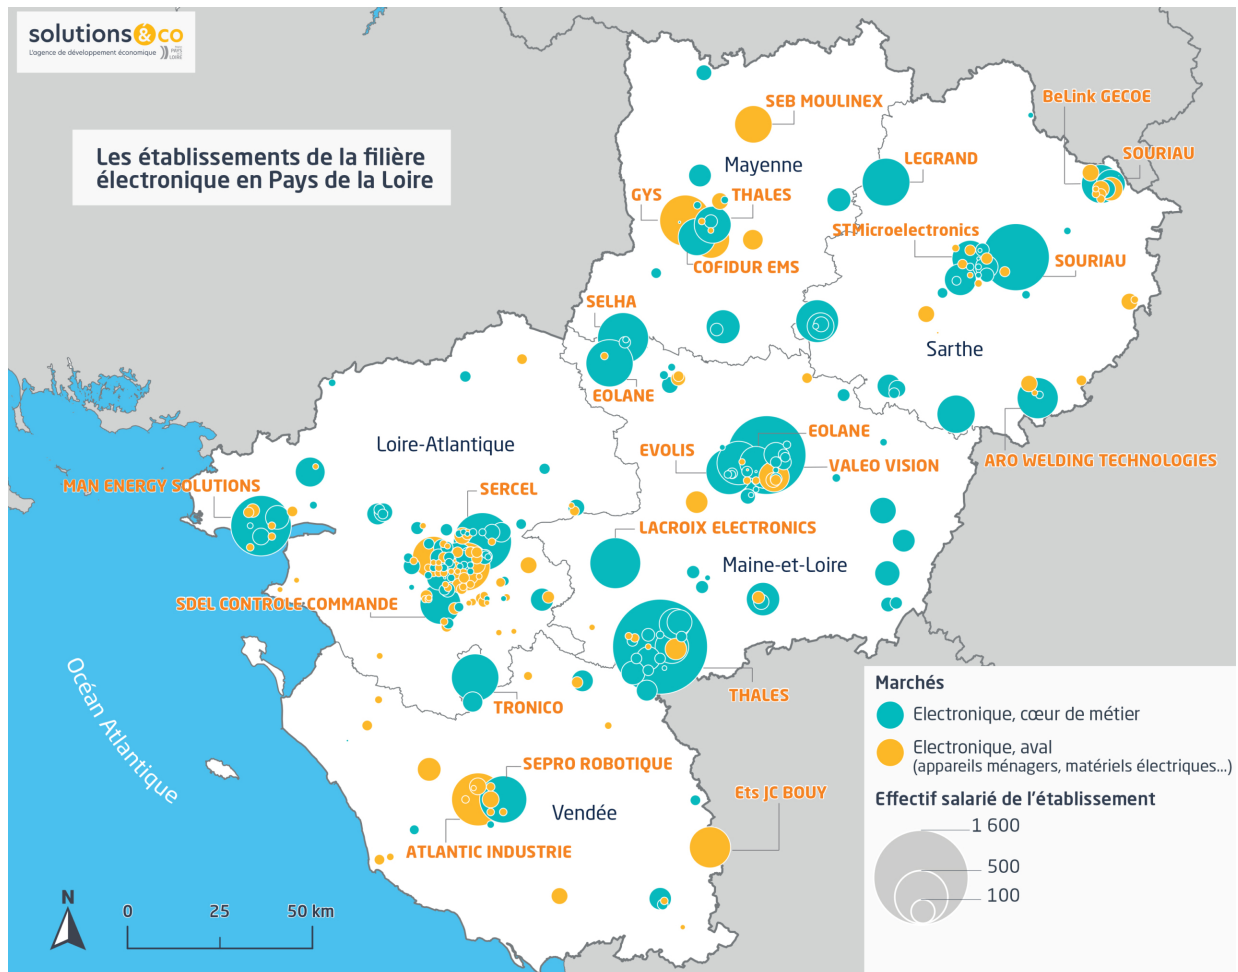 solutions&co
L'agence de développement économique
PAYS
LOIRE
Les établissements de la filière
électronique en Pays de la Loire
SEB MOULINEX
BeLink GECOE
Mayenne
LEGRAND
SOURIAU
GYS
THALES
STMicroelectronics
COFIDUR EMS
SOURIAU
SELHA
Sarthe
EOLANE
Loire-Atlantique
EOLANE
EVOLIS
VALEO VISION
ARO WELDING TECHNOLOGIES
MAN ENERGY SOLUTIONS
SERCEL
LACROIX ELECTRONICS
Maine-et-Loire
SDEL CONTROLE COMMANDE
Océan Atlantique
THALES
TRONICO
SEPRO ROBOTIQUE
Ets JC BOUY
Vendée
ATLANTIC INDUSTRIE
N
0 25 50 km
Marchés
Electronique, cœur de métier
Electronique, aval
(appareils ménagers, matériels électriques...)
Effectif salarié de l'établissement
1 600
500
100